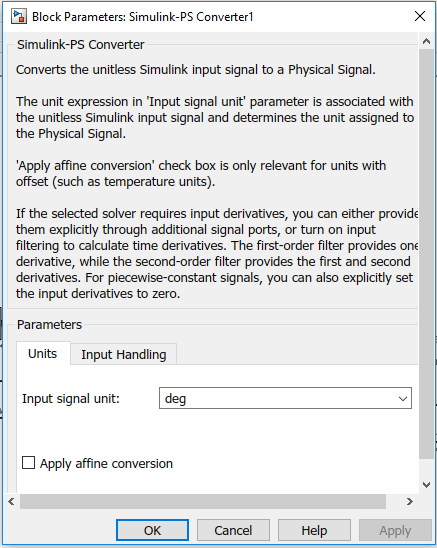 Block Parameters: Simulink-PS Converter1
Simulink-PS Converter
Converts the unitless Simulink input signal to a Physical Signal.
The unit expression in 'Input signal unit' parameter is associated with
the unitless Simulink input signal and determines the unit assigned to
the Physical Signal.
'Apply affine conversion' check box is only relevant for units with
offset (such as temperature units).
If the selected solver requires input derivatives, you can either provide
them explicitly through additional signal ports, or turn on input
filtering to calculate time derivatives. The first-order filter provides one
derivative, while the second-order filter provides the first and second
derivatives. For piecewise-constant signals, you can also explicitly set
the input derivatives to zero.
Parameters
Units Input Handling
Input signal unit: deg
Apply affine conversion
OK Cancel Help Apply